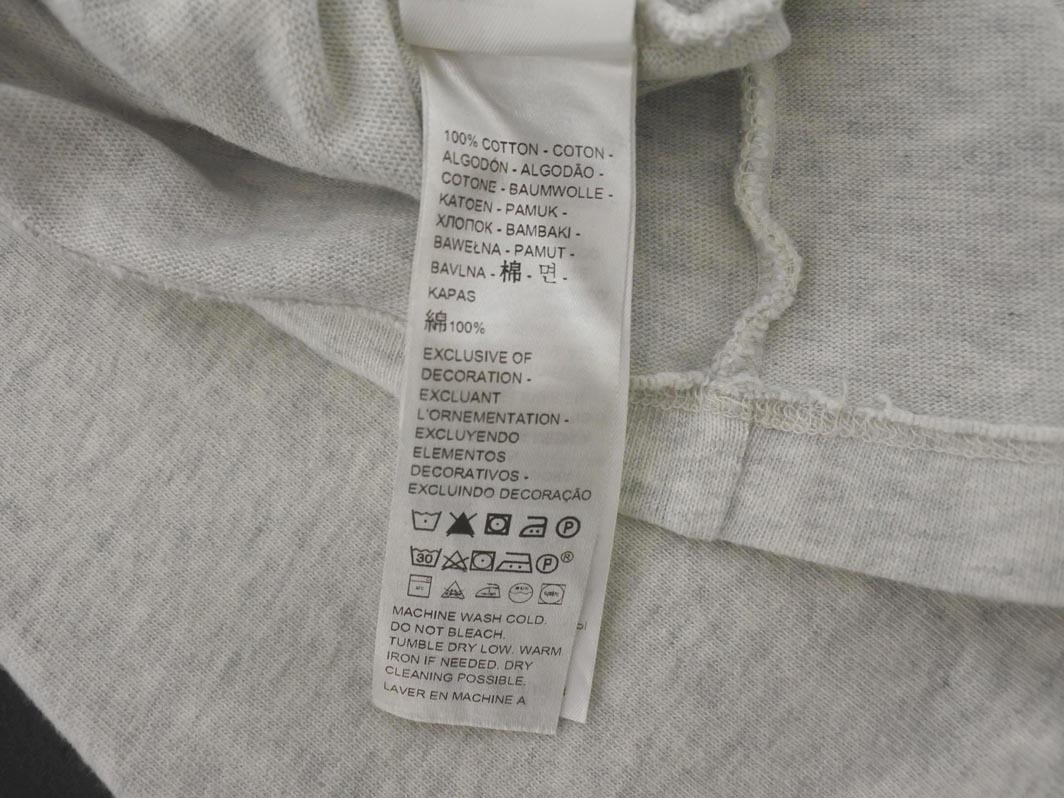 100% COTTON - COTON -
ALGODÓN - ALGODÃO -
COTONE - BAUMWOLLE -
KATOEN - PAMUK -
ХЛОПОК - BAMBAKI -
BAWEŁNA - PAMUT -
BAVLNA - 棉 - 면 -
KAPAS
綿100%
EXCLUSIVE OF
DECORATION -
EXCLUANT
L'ORNEMENTATION -
EXCLUYENDO
ELEMENTOS
DECORATIVOS -
EXCLUINDO DECORAÇÃO
P
30 P®
MACHINE WASH COLD.
DO NOT BLEACH.
TUMBLE DRY LOW. WARM
IRON IF NEEDED. DRY
CLEANING POSSIBLE.
LAVER EN MACHINE A